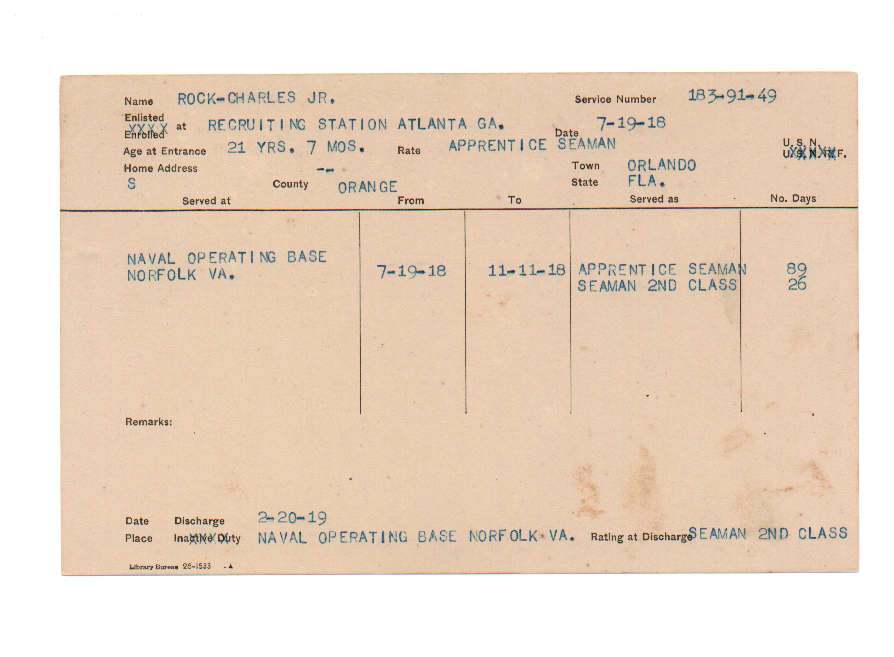 Name ROCK-CHARLES JR. Service Number 183-91-49
Enlisted
Enrolled at RECRUITING STATION ATLANTA GA. Date 7-19-18
Age at Entrance 21 YRS. 7 MOS. Rate APPRENTICE SEAMAN U.S.N.
U.S.N.R.F.
Home Address -- Town ORLANDO
S County ORANGE State FLA.
Served at From To Served as No. Days
NAVAL OPERATING BASE
NORFOLK VA. 7-19-18 11-11-18 APPRENTICE SEAMAN 89
SEAMAN 2ND CLASS 26
Remarks:
Date Discharge 2-20-19
Place Inactive Duty NAVAL OPERATING BASE NORFOLK VA. Rating at Discharge SEAMAN 2ND CLASS
Library Bureau 26-1533 -A